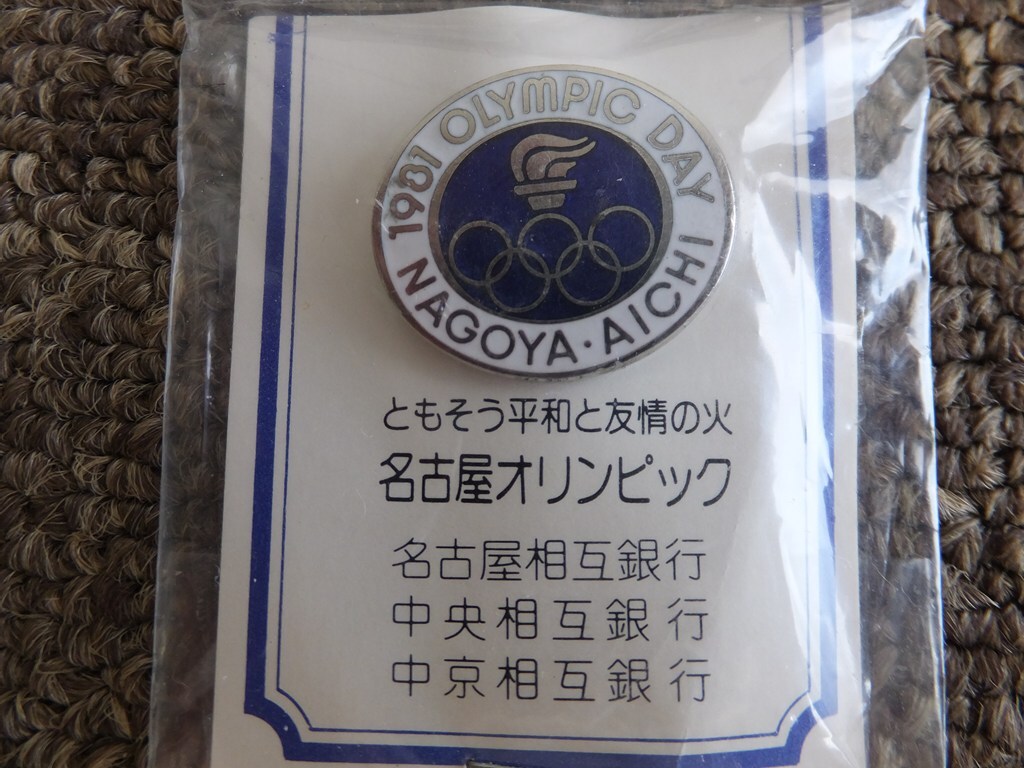 1981 OLYMPIC DAY
NAGOYA・AICHI
ともそう平和と友情の火
名古屋オリンピック
名古屋相互銀行
中央相互銀行
中京相互銀行